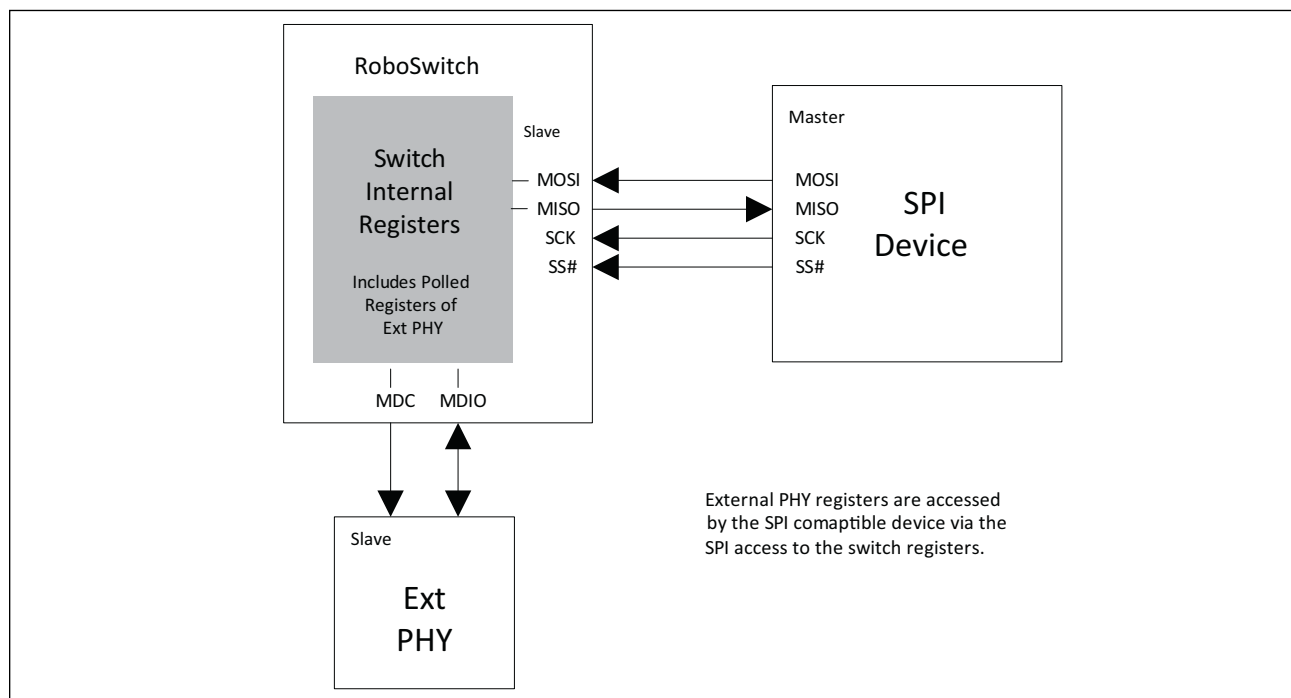 RoboSwitch
Switch
Internal
Registers
Includes Polled
Registers of
Ext PHY
Slave
MOSI
MISO
SCK
SS#
MDC MDIO
Master
MOSI
MISO
SCK
SS#
SPI
Device
Slave
Ext
PHY
External PHY registers are accessed
by the SPI comaptible device via the
SPI access to the switch registers.